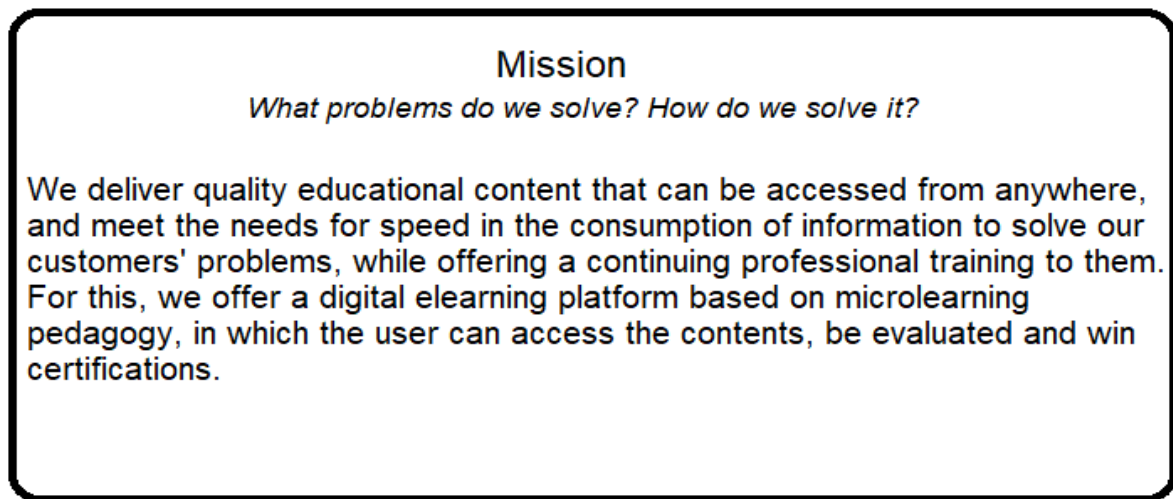 Mission
What problems do we solve? How do we solve it?
We deliver quality educational content that can be accessed from anywhere,
and meet the needs for speed in the consumption of information to solve our
customers' problems, while offering a continuing professional training to them.
For this, we offer a digital elearning platform based on microlearning
pedagogy, in which the user can access the contents, be evaluated and win
certifications.